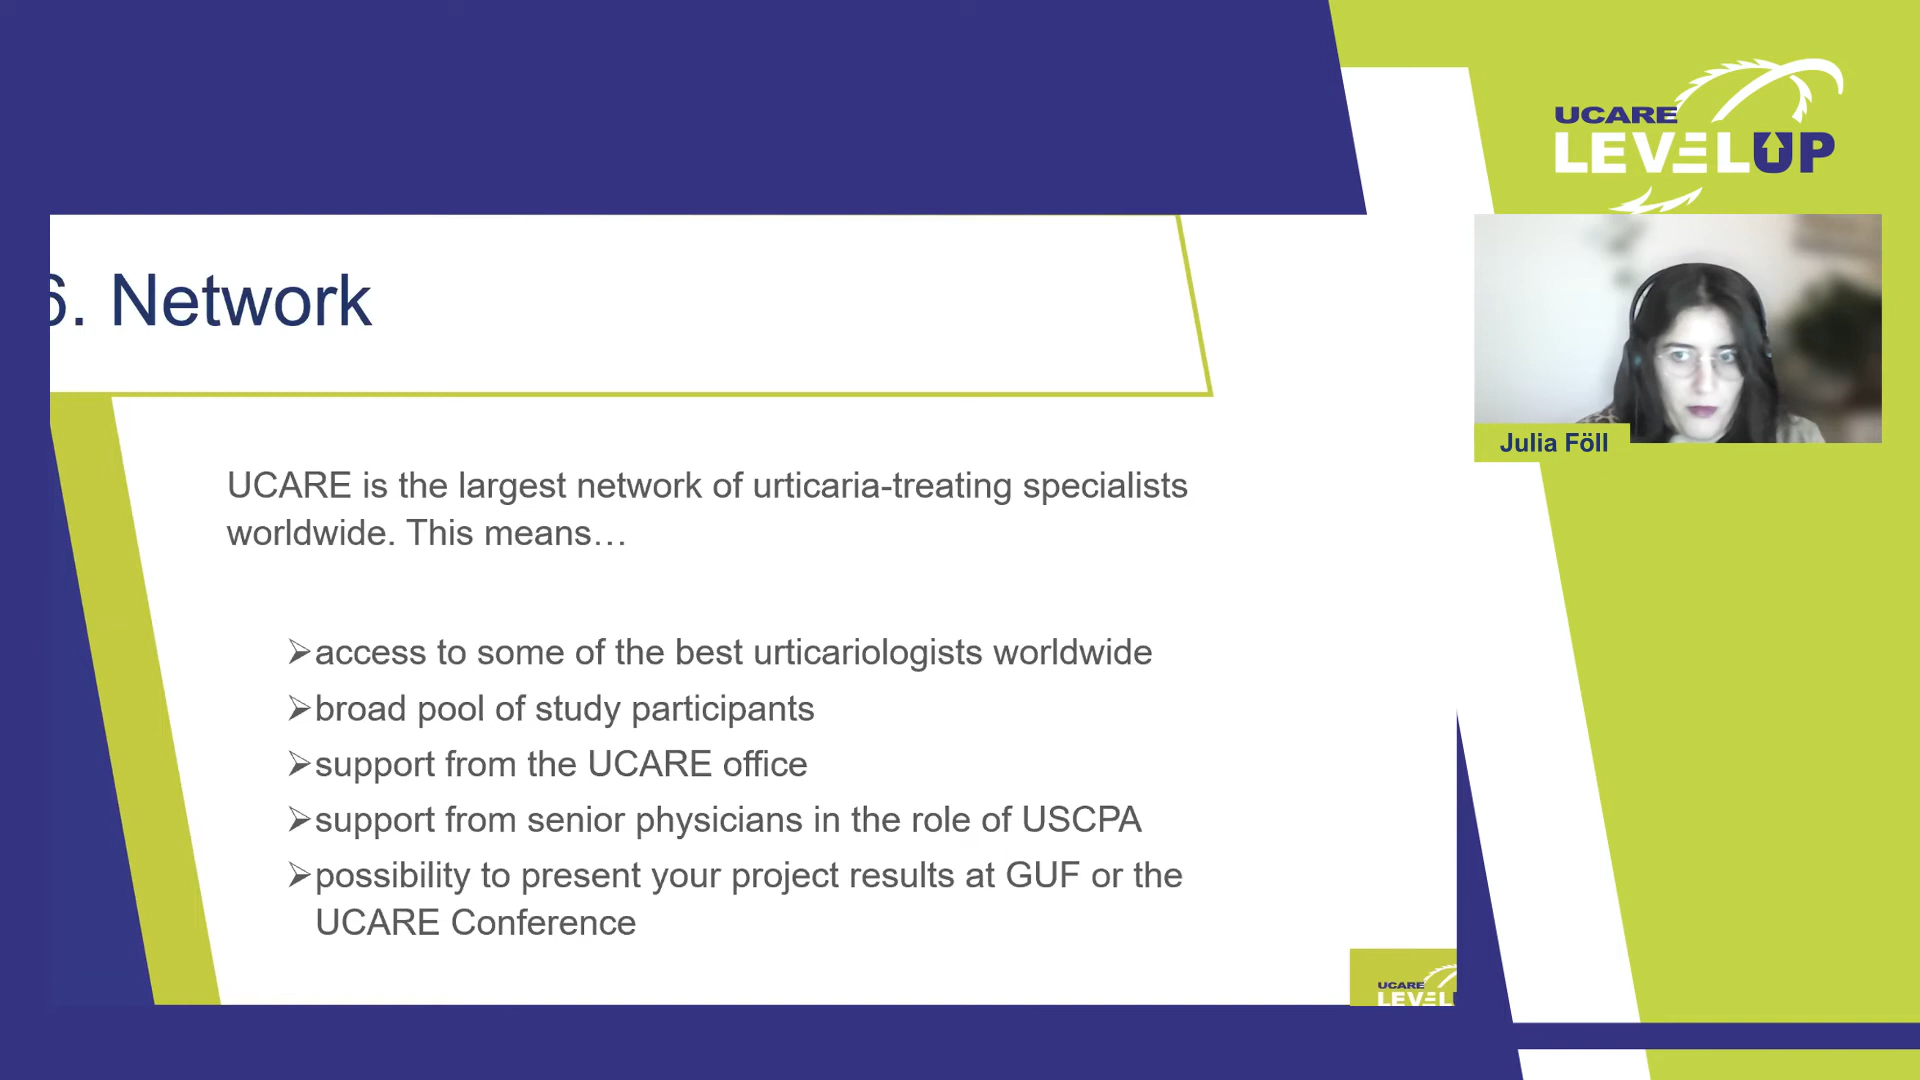 UCARE
LEVELUP
6. Network
Julia Föll
UCARE is the largest network of urticaria-treating specialists
worldwide. This means…
➢access to some of the best urticariologists worldwide
➢broad pool of study participants
➢support from the UCARE office
➢support from senior physicians in the role of USCPA
➢possibility to present your project results at GUF or the
UCARE Conference
UCARE
LEVEL